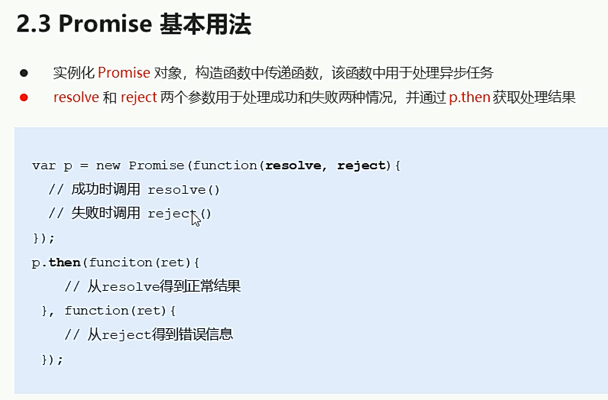 2.3 Promise 基本用法
● 实例化 Promise 对象，构造函数中传递函数，该函数中用于处理异步任务
● resolve 和 reject 两个参数用于处理成功和失败两种情况，并通过 p.then 获取处理结果
var p = new Promise(function(resolve, reject){
// 成功时调用 resolve()
// 失败时调用 reject()
});
p.then(funciton(ret){
// 从resolve得到正常结果
}, function(ret){
// 从reject得到错误信息
});